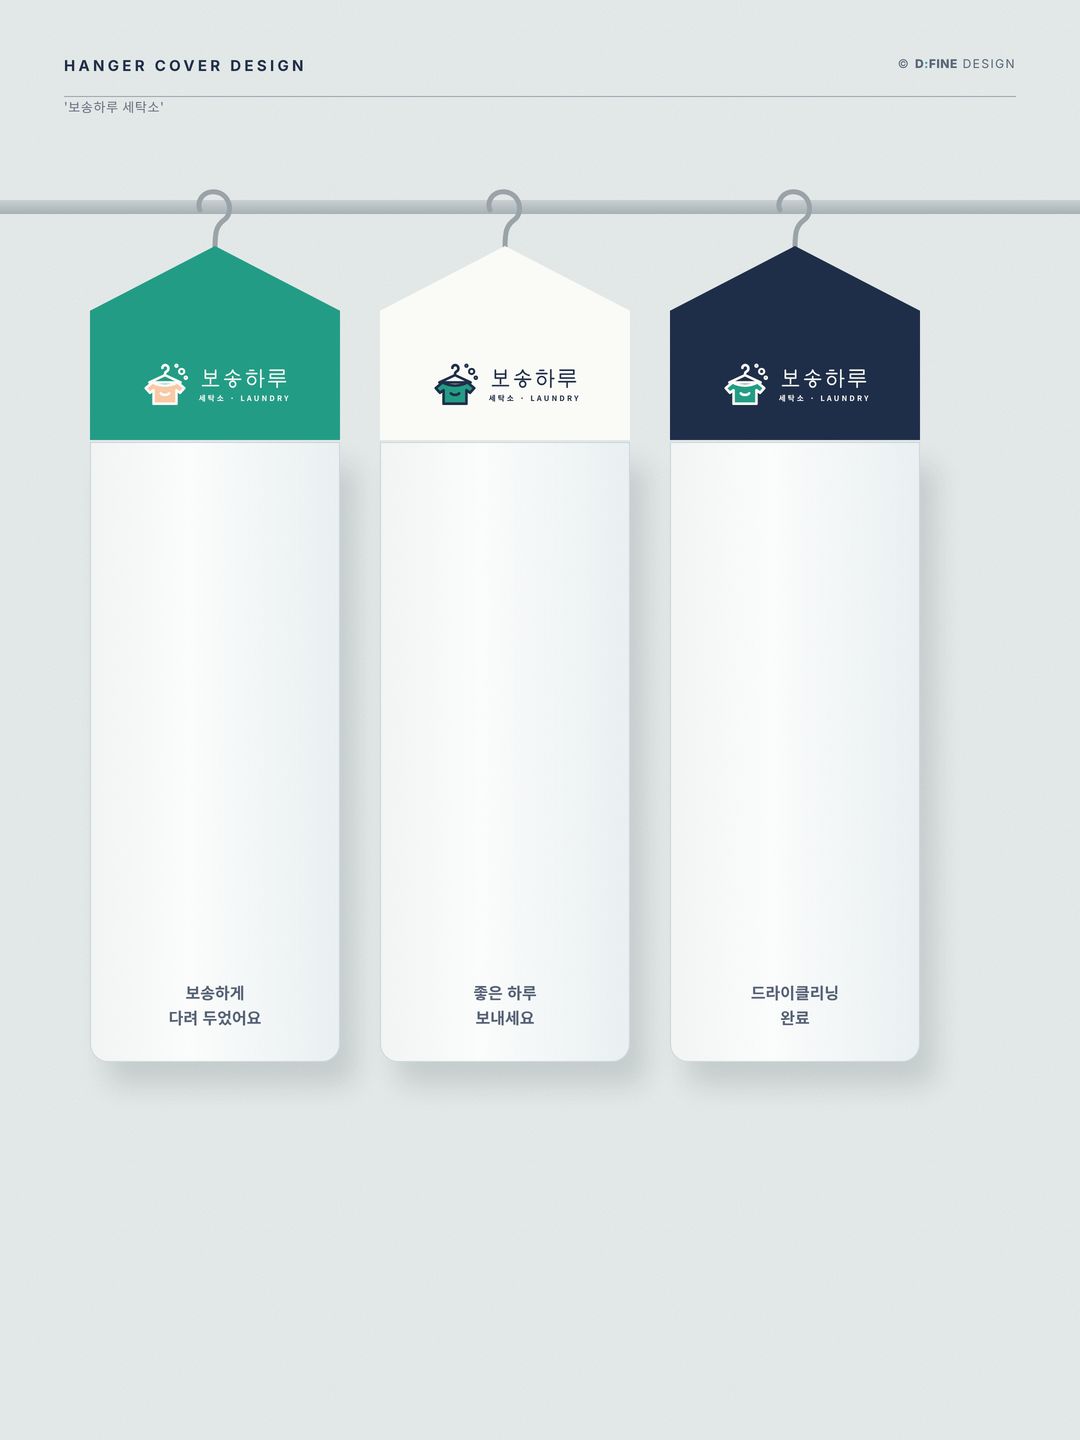 HANGER COVER DESIGN
© D:FINE DESIGN
'보송하루 세탁소'
보송하루
세탁소 · LAUNDRY
보송하루
세탁소 · LAUNDRY
보송하루
세탁소 · LAUNDRY
보송하게
다려 두었어요
좋은 하루
보내세요
드라이클리닝
완료